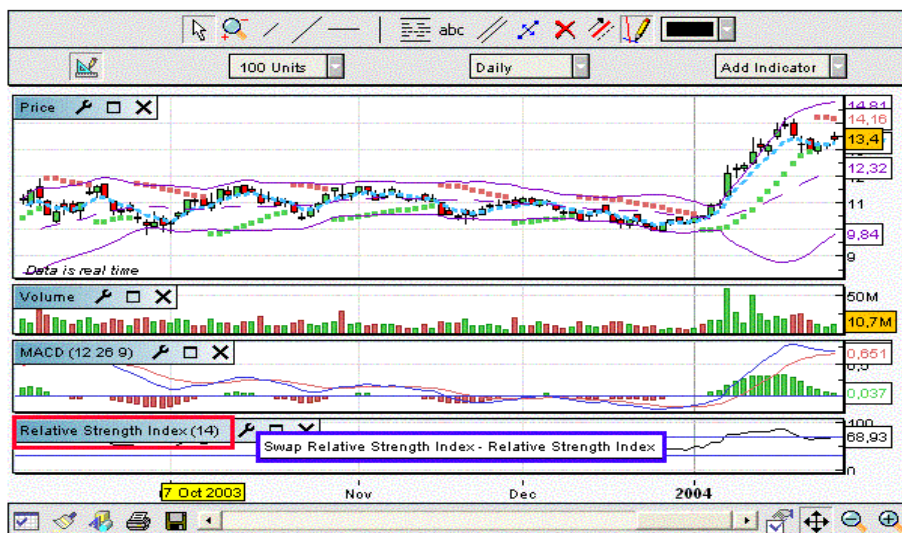 abc
100 Units
Daily
Add Indicator
Price
14,81
14,16
13,4
12,32
12
11
9,84
9
Data is real time
Volume
50M
10,7M
MACD (12 26 9)
0,651
0,037
Relative Strength Index (14)
100
68,93
Swap Relative Strength Index - Relative Strength Index
0
7 Oct 2003
Nov
Dec
2004